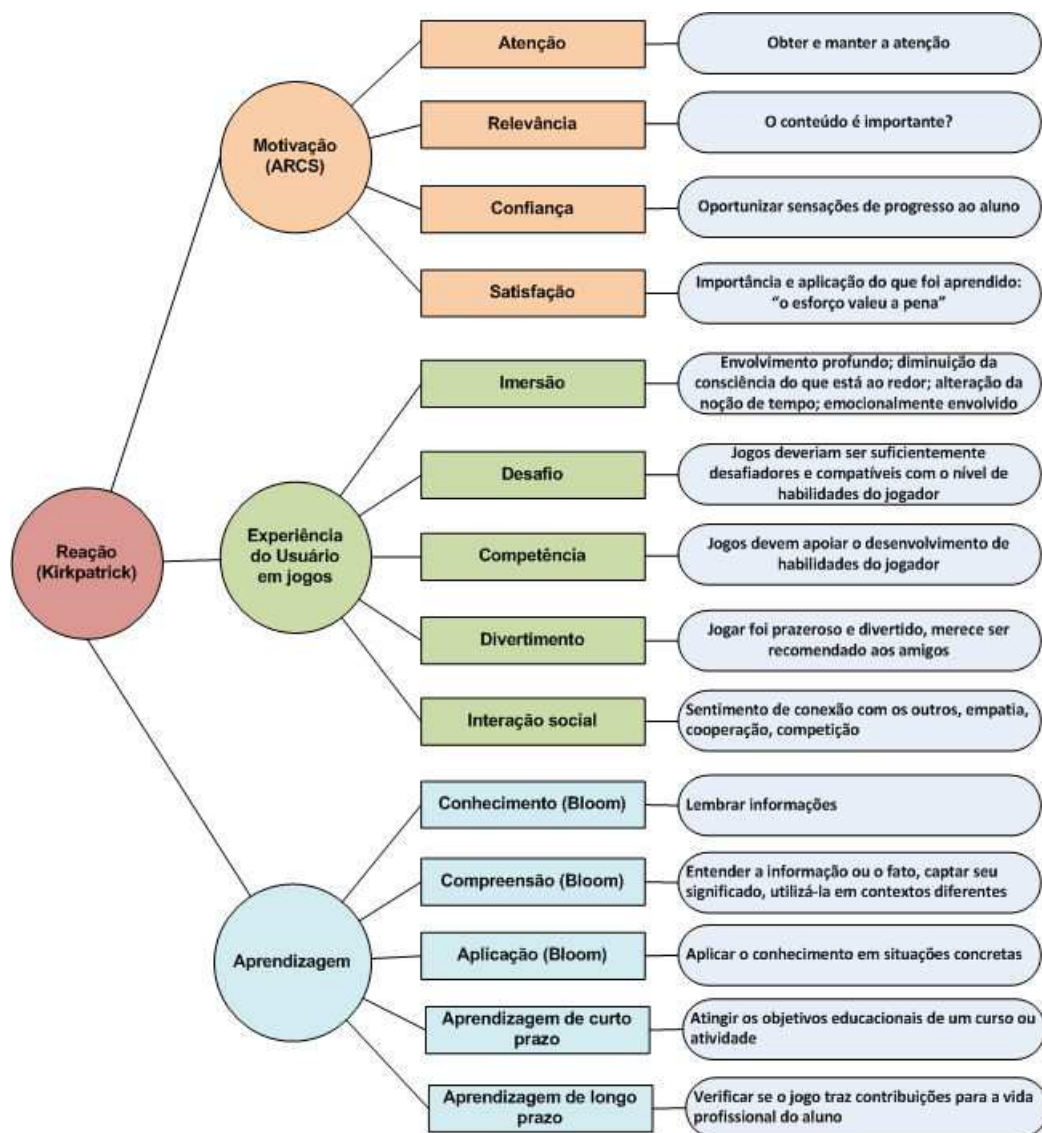 Reação
(Kirkpatrick)
Motivação
(ARCS)
Atenção
Obter e manter a atenção
Relevância
O conteúdo é importante?
Confiança
Oportunizar sensações de progresso ao aluno
Satisfação
Importância e aplicação do que foi aprendido:
“o esforço valeu a pena”
Experiência
do Usuário
em jogos
Imersão
Envolvimento profundo; diminuição da
consciência do que está ao redor; alteração da
noção de tempo; emocionalmente envolvido
Desafio
Jogos deveriam ser suficientemente
desafiadores e compatíveis com o nível de
habilidades do jogador
Competência
Jogos devem apoiar o desenvolvimento de
habilidades do jogador
Divertimento
Jogar foi prazeroso e divertido, merece ser
recomendado aos amigos
Interação social
Sentimento de conexão com os outros, empatia,
cooperação, competição
Aprendizagem
Conhecimento (Bloom)
Lembrar informações
Compreensão (Bloom)
Entender a informação ou o fato, captar seu
significado, utilizá-la em contextos diferentes
Aplicação (Bloom)
Aplicar o conhecimento em situações concretas
Aprendizagem de curto
prazo
Atingir os objetivos educacionais de um curso ou
atividade
Aprendizagem de longo
prazo
Verificar se o jogo traz contribuições para a vida
profissional do aluno